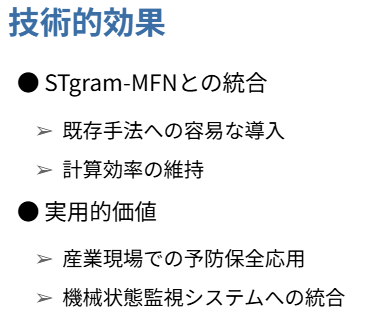 技術的効果
● STgram-MFNとの統合
➢ 既存手法への容易な導入
➢ 計算効率の維持
● 実用的価値
➢ 産業現場での予防保全応用
➢ 機械状態監視システムへの統合